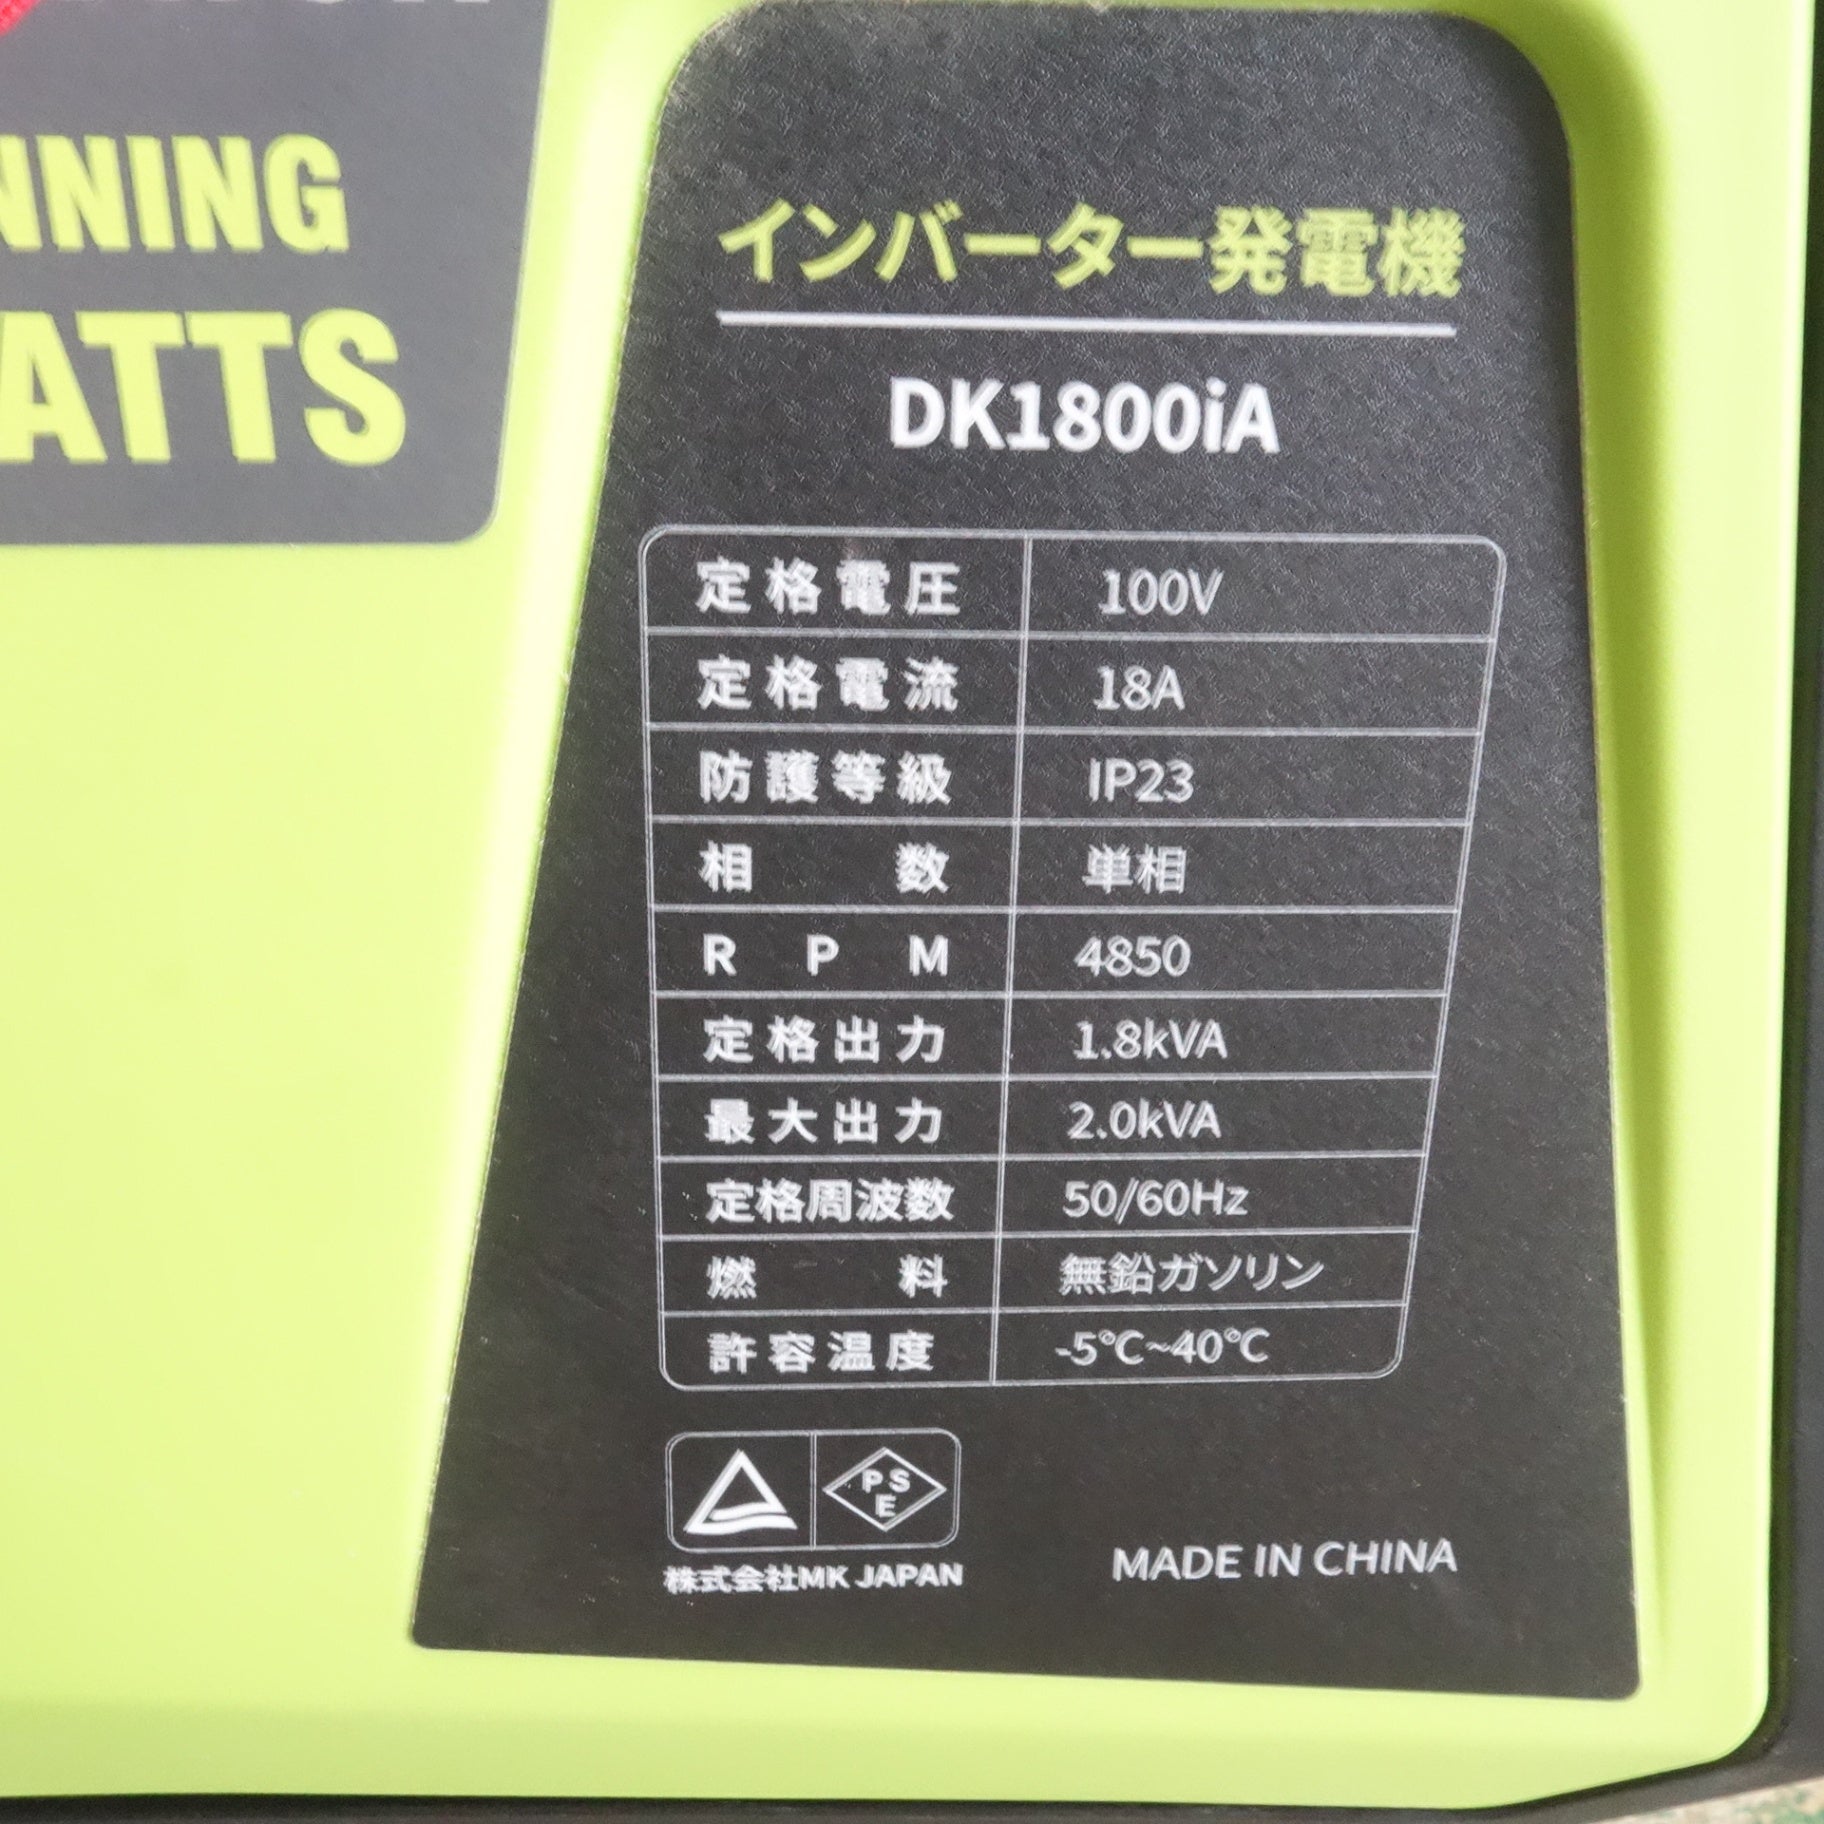 NNING
ATTS
インバーター発電機
DK1800iA
定格電圧 100V
定格電流 18A
防護等級 IP23
相数 単相
RPM 4850
定格出力 1.8kVA
最大出力 2.0kVA
定格周波数 50/60Hz
燃料 無鉛ガソリン
許容温度 -5℃~40℃
PS
E
株式会社MK JAPAN
MADE IN CHINA